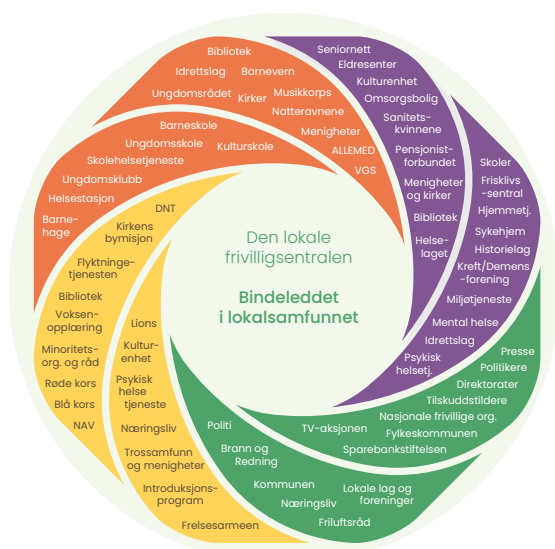 Den lokale
frivilligsentralen
Bindeleddet
i lokalsamfunnet
Bibliotek
Idrettslag
Barnevern
Ungdomsrådet
Kirker
Musikkorps
Natteravnene
Menigheter
ALLEMED
VGS
Barneskole
Ungdomsskole
Kulturskole
Skolehelsetjeneste
Ungdomsklubb
Helsestasjon
Barne-
hage
Seniornett
Eldresenter
Kulturenhet
Omsorgsbolig
Sanitets-
kvinnene
Pensjonist-
forbundet
Menigheter
og kirker
Bibliotek
Helse-
laget
Skoler
Frisklivs
-sentral
Hjemmetj.
Sykehjem
Historielag
Kreft/Demens
-forening
Miljøtjeneste
Mental helse
Idrettslag
Psykisk
helsetj.
Presse
Politikere
Direktorater
Tilskuddstildere
Nasjonale frivillige org.
TV-aksjonen
Fylkeskommunen
Sparebankstiftelsen
Politi
Brann og
Redning
Kommunen
Lokale lag og
foreninger
Næringsliv
Friluftsråd
DNT
Kirkens
bymisjon
Flyktninge-
tjenesten
Bibliotek
Voksen-
opplæring
Minoritets-
org. og råd
Røde kors
Blå kors
NAV
Lions
Kultur-
enhet
Psykisk
helse
tjeneste
Næringsliv
Trossamfunn
og menigheter
Introduksjons-
program
Frelsesarmeen